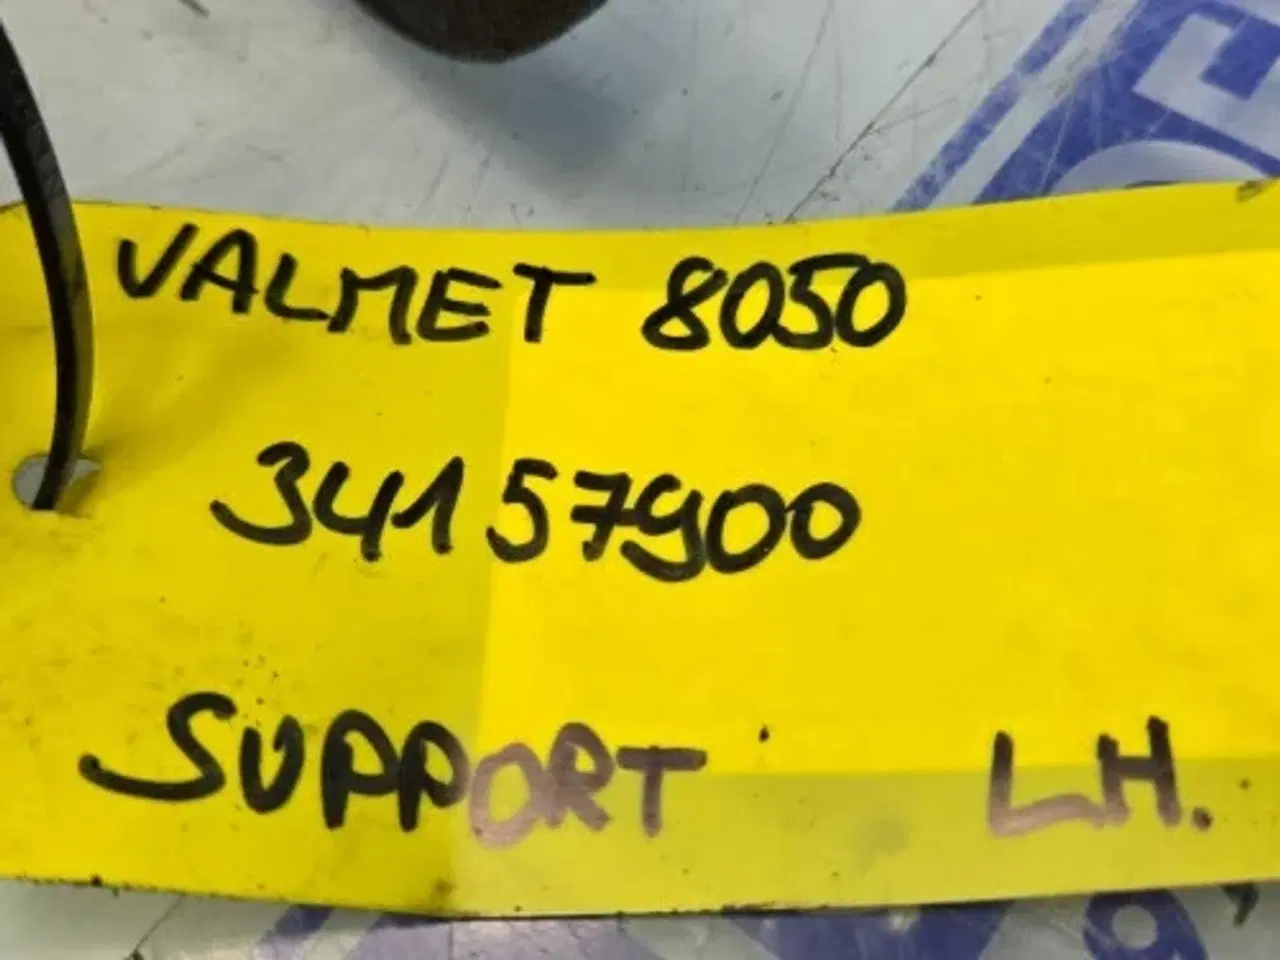 VALMET 8050
34157900
SUPPORT LH.